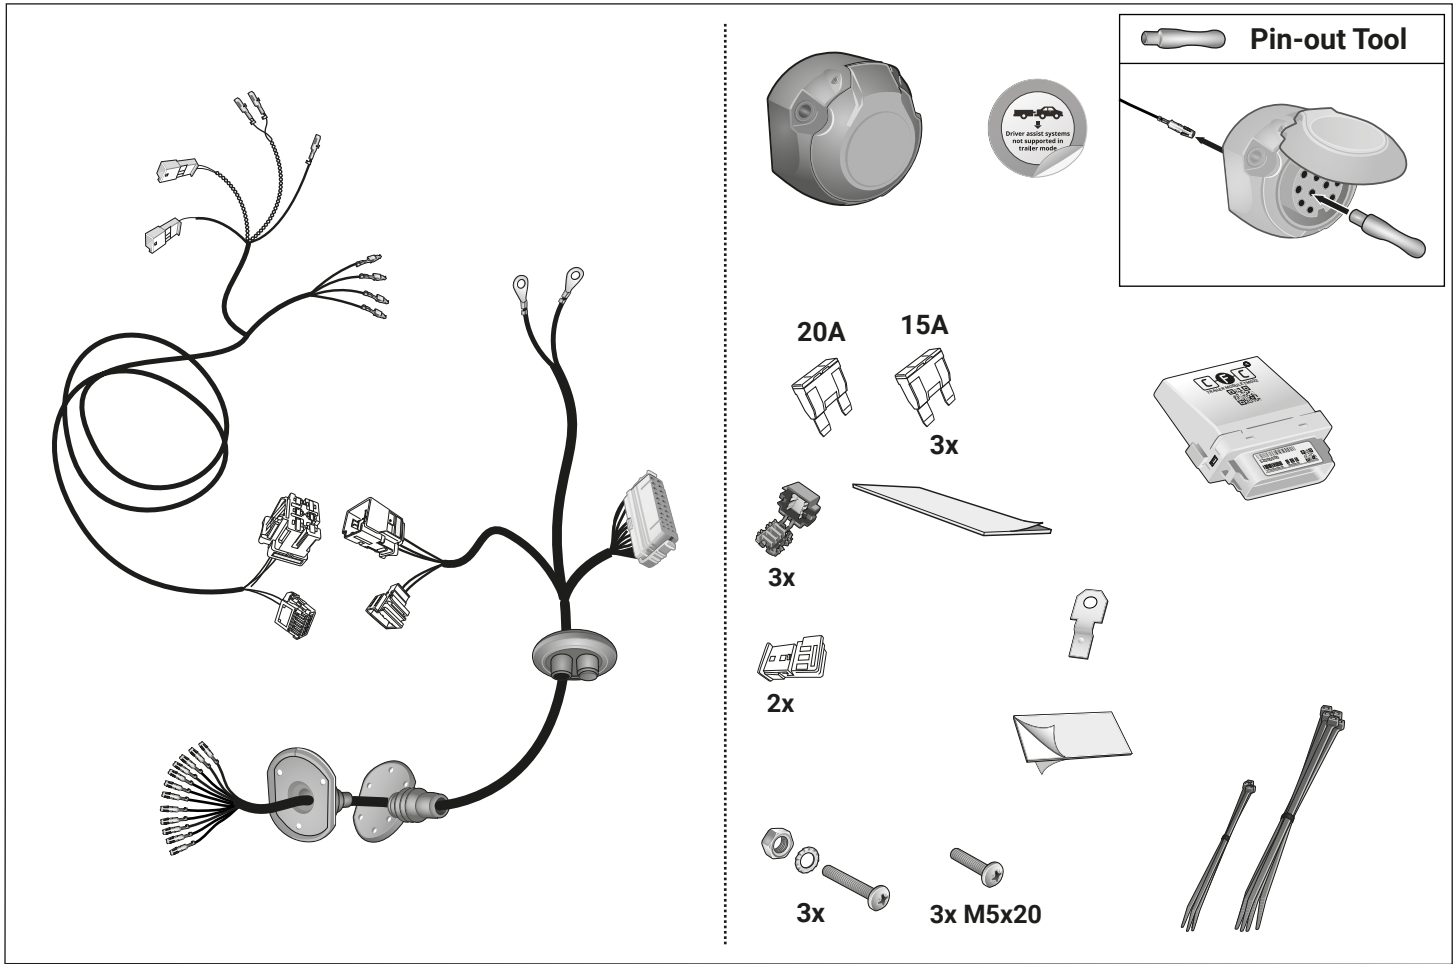 Pin-out Tool
Driver assist systems
not supported in
trailer mode
20A
15A
3x
C F C
3x
2x
3x
3x M5x20